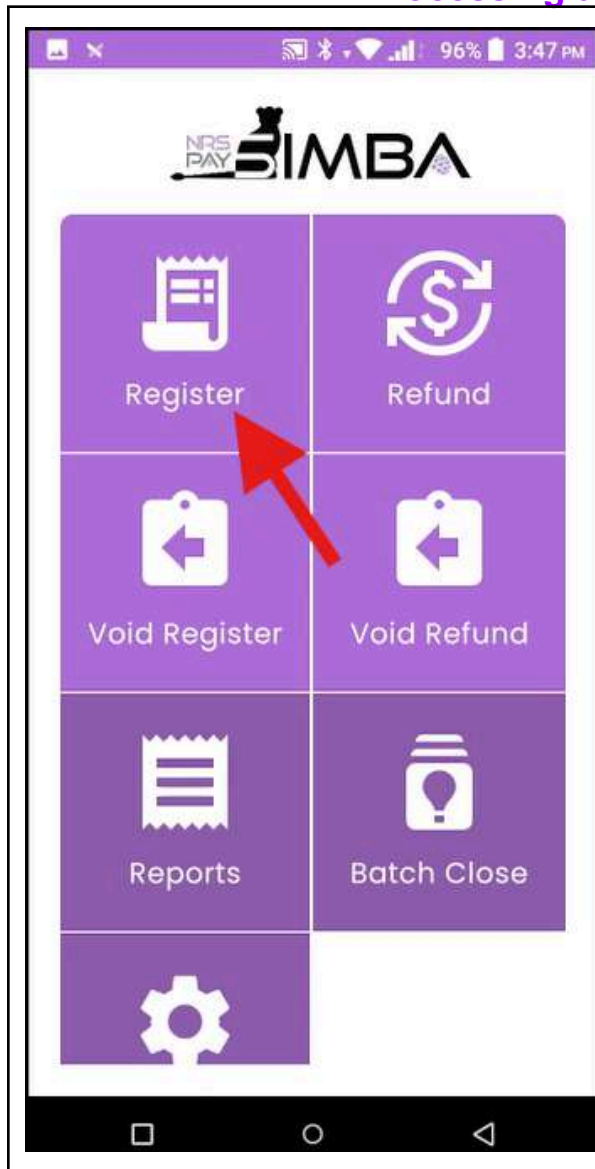 96% 3:47 PM
NRS
PAY SIMBA
Register
Refund
Void Register
Void Refund
Reports
Batch Close